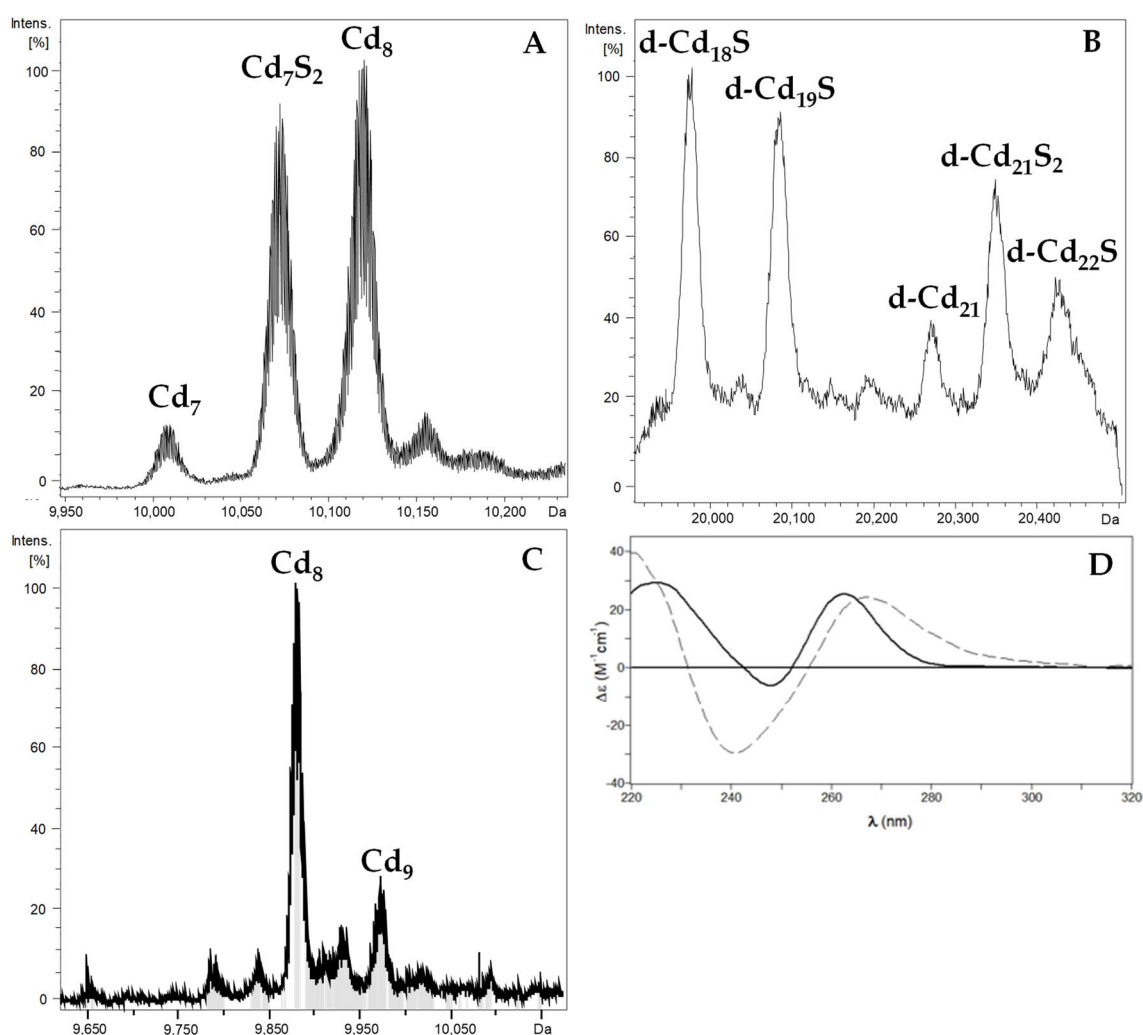 Intens.
[%]
A
Cd₈
Cd₇S₂
100
80
60
40
Cd₇
20
0
9,950 10,000 10,050 10,100 10,150 10,200 Da
Intens.
[%]
B
d-Cd₁₈S
d-Cd₁₉S
100
80
d-Cd₂₁S₂
60
d-Cd₂₂S
d-Cd₂₁
40
20
0
20,000 20,100 20,200 20,300 20,400 Da
Intens.
[%]
C
Cd₈
100
80
60
40
Cd₉
20
0
9,650 9,750 9,850 9,950 10,050 Da
D
Δε (M⁻¹cm⁻¹)
40
20
0
-20
-40
220 240 260 280 300 320
λ (nm)